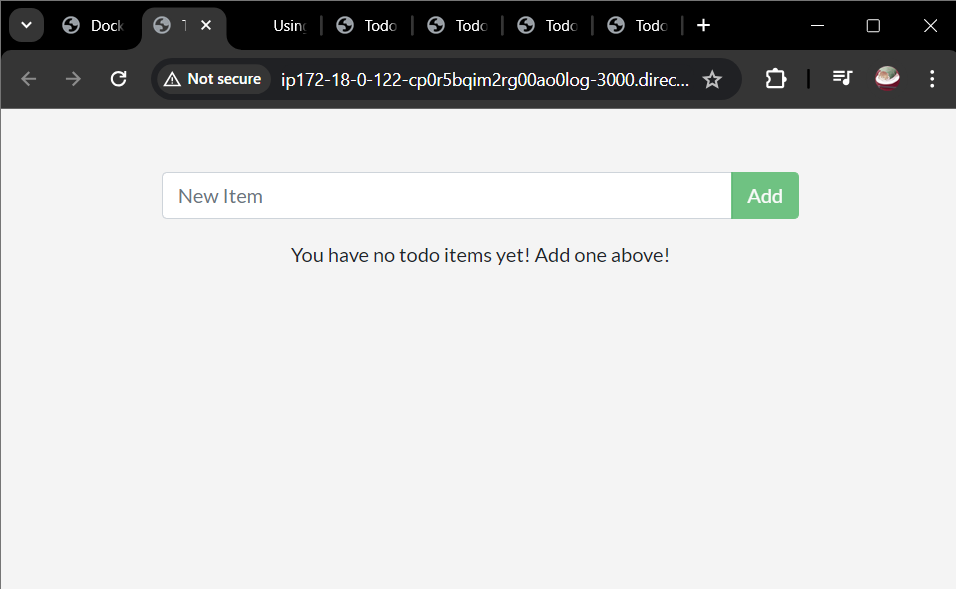 Dock
T
Using
Todo
Todo
Todo
Todo
Not secure
ip172-18-0-122-cp0r5bqim2rg00ao0log-3000.direc...
New Item
Add
You have no todo items yet! Add one above!